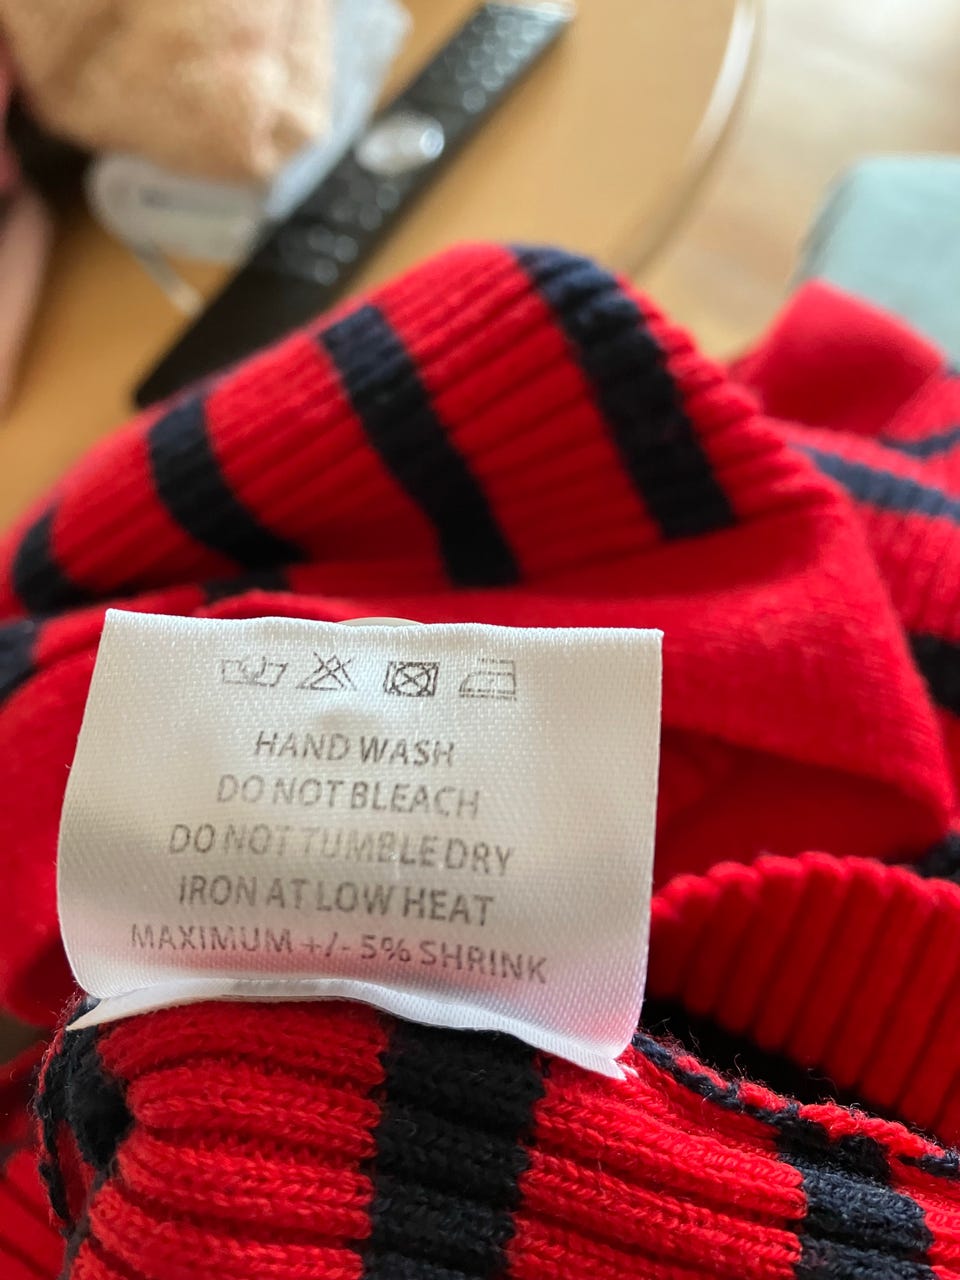 HAND WASH
DO NOT BLEACH
DO NOT TUMBLE DRY
IRON AT LOW HEAT
MAXIMUM +/- 5% SHRINK